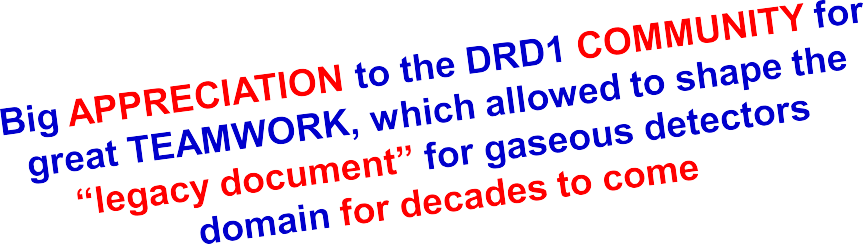 Big APPRECIATION to the DRD1 COMMUNITY for
great TEAMWORK, which allowed to shape the
“legacy document” for gaseous detectors
domain for decades to come